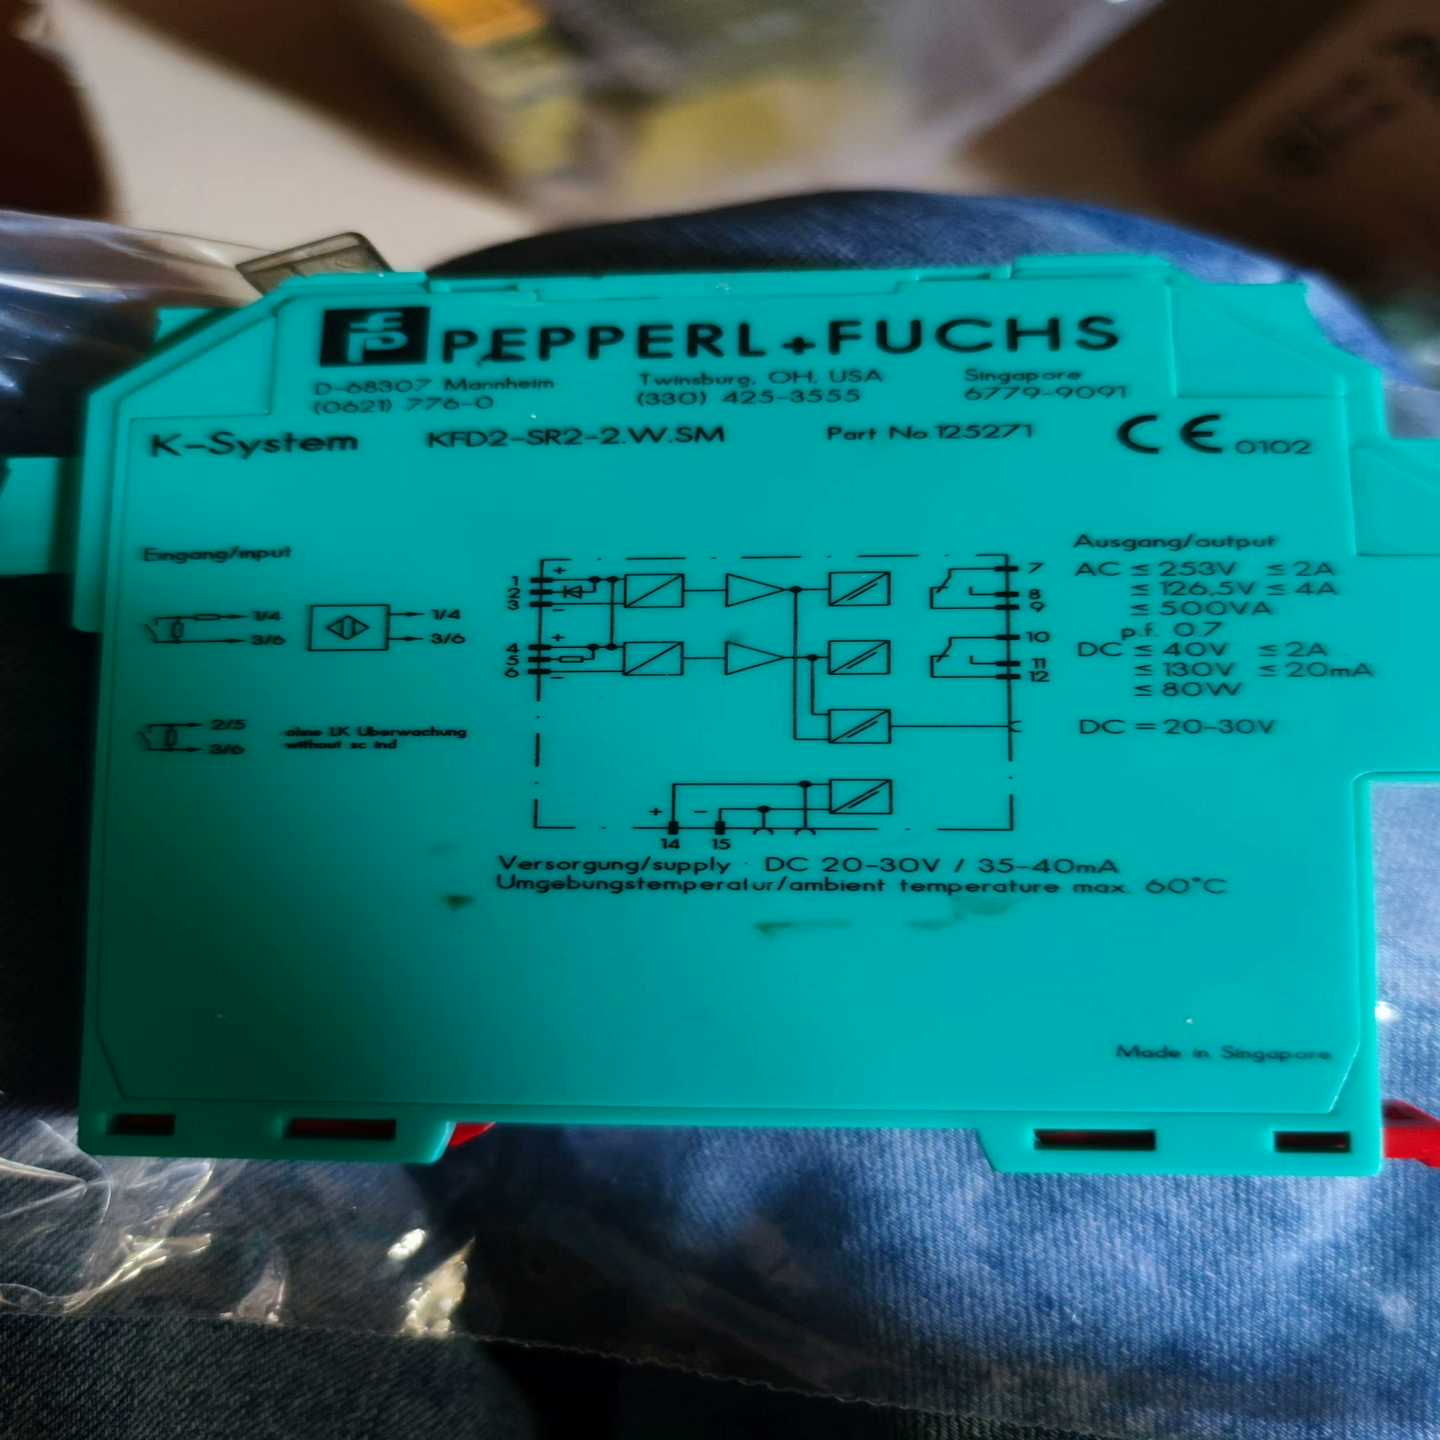 PEPPERL+FUCHS
D-68307 Mannheim Twinsburg, OH, USA Singapore
(0621) 776-0 (330) 425-3555 6779-9091
K-System KFD2-SR2-2.W.SM Part No.125271 CE 0102
Eingang/input
Ausgang/output
1/4
3/6
1/4
3/6
2/5
3/6
ohne LK Überwachung
without sc ind
1
2
3
4
5
6
+
-
+
-
7
8
9
10
11
12
AC ≤ 253V ≤ 2A
≤ 126,5V ≤ 4A
≤ 500VA
p.f. 0.7
DC ≤ 40V ≤ 2A
≤ 130V ≤ 20mA
≤ 80W
DC = 20-30V
+ -
14 15
Versorgung/supply DC 20-30V / 35-40mA
Umgebungstemperatur/ambient temperature max. 60°C
Made in Singapore